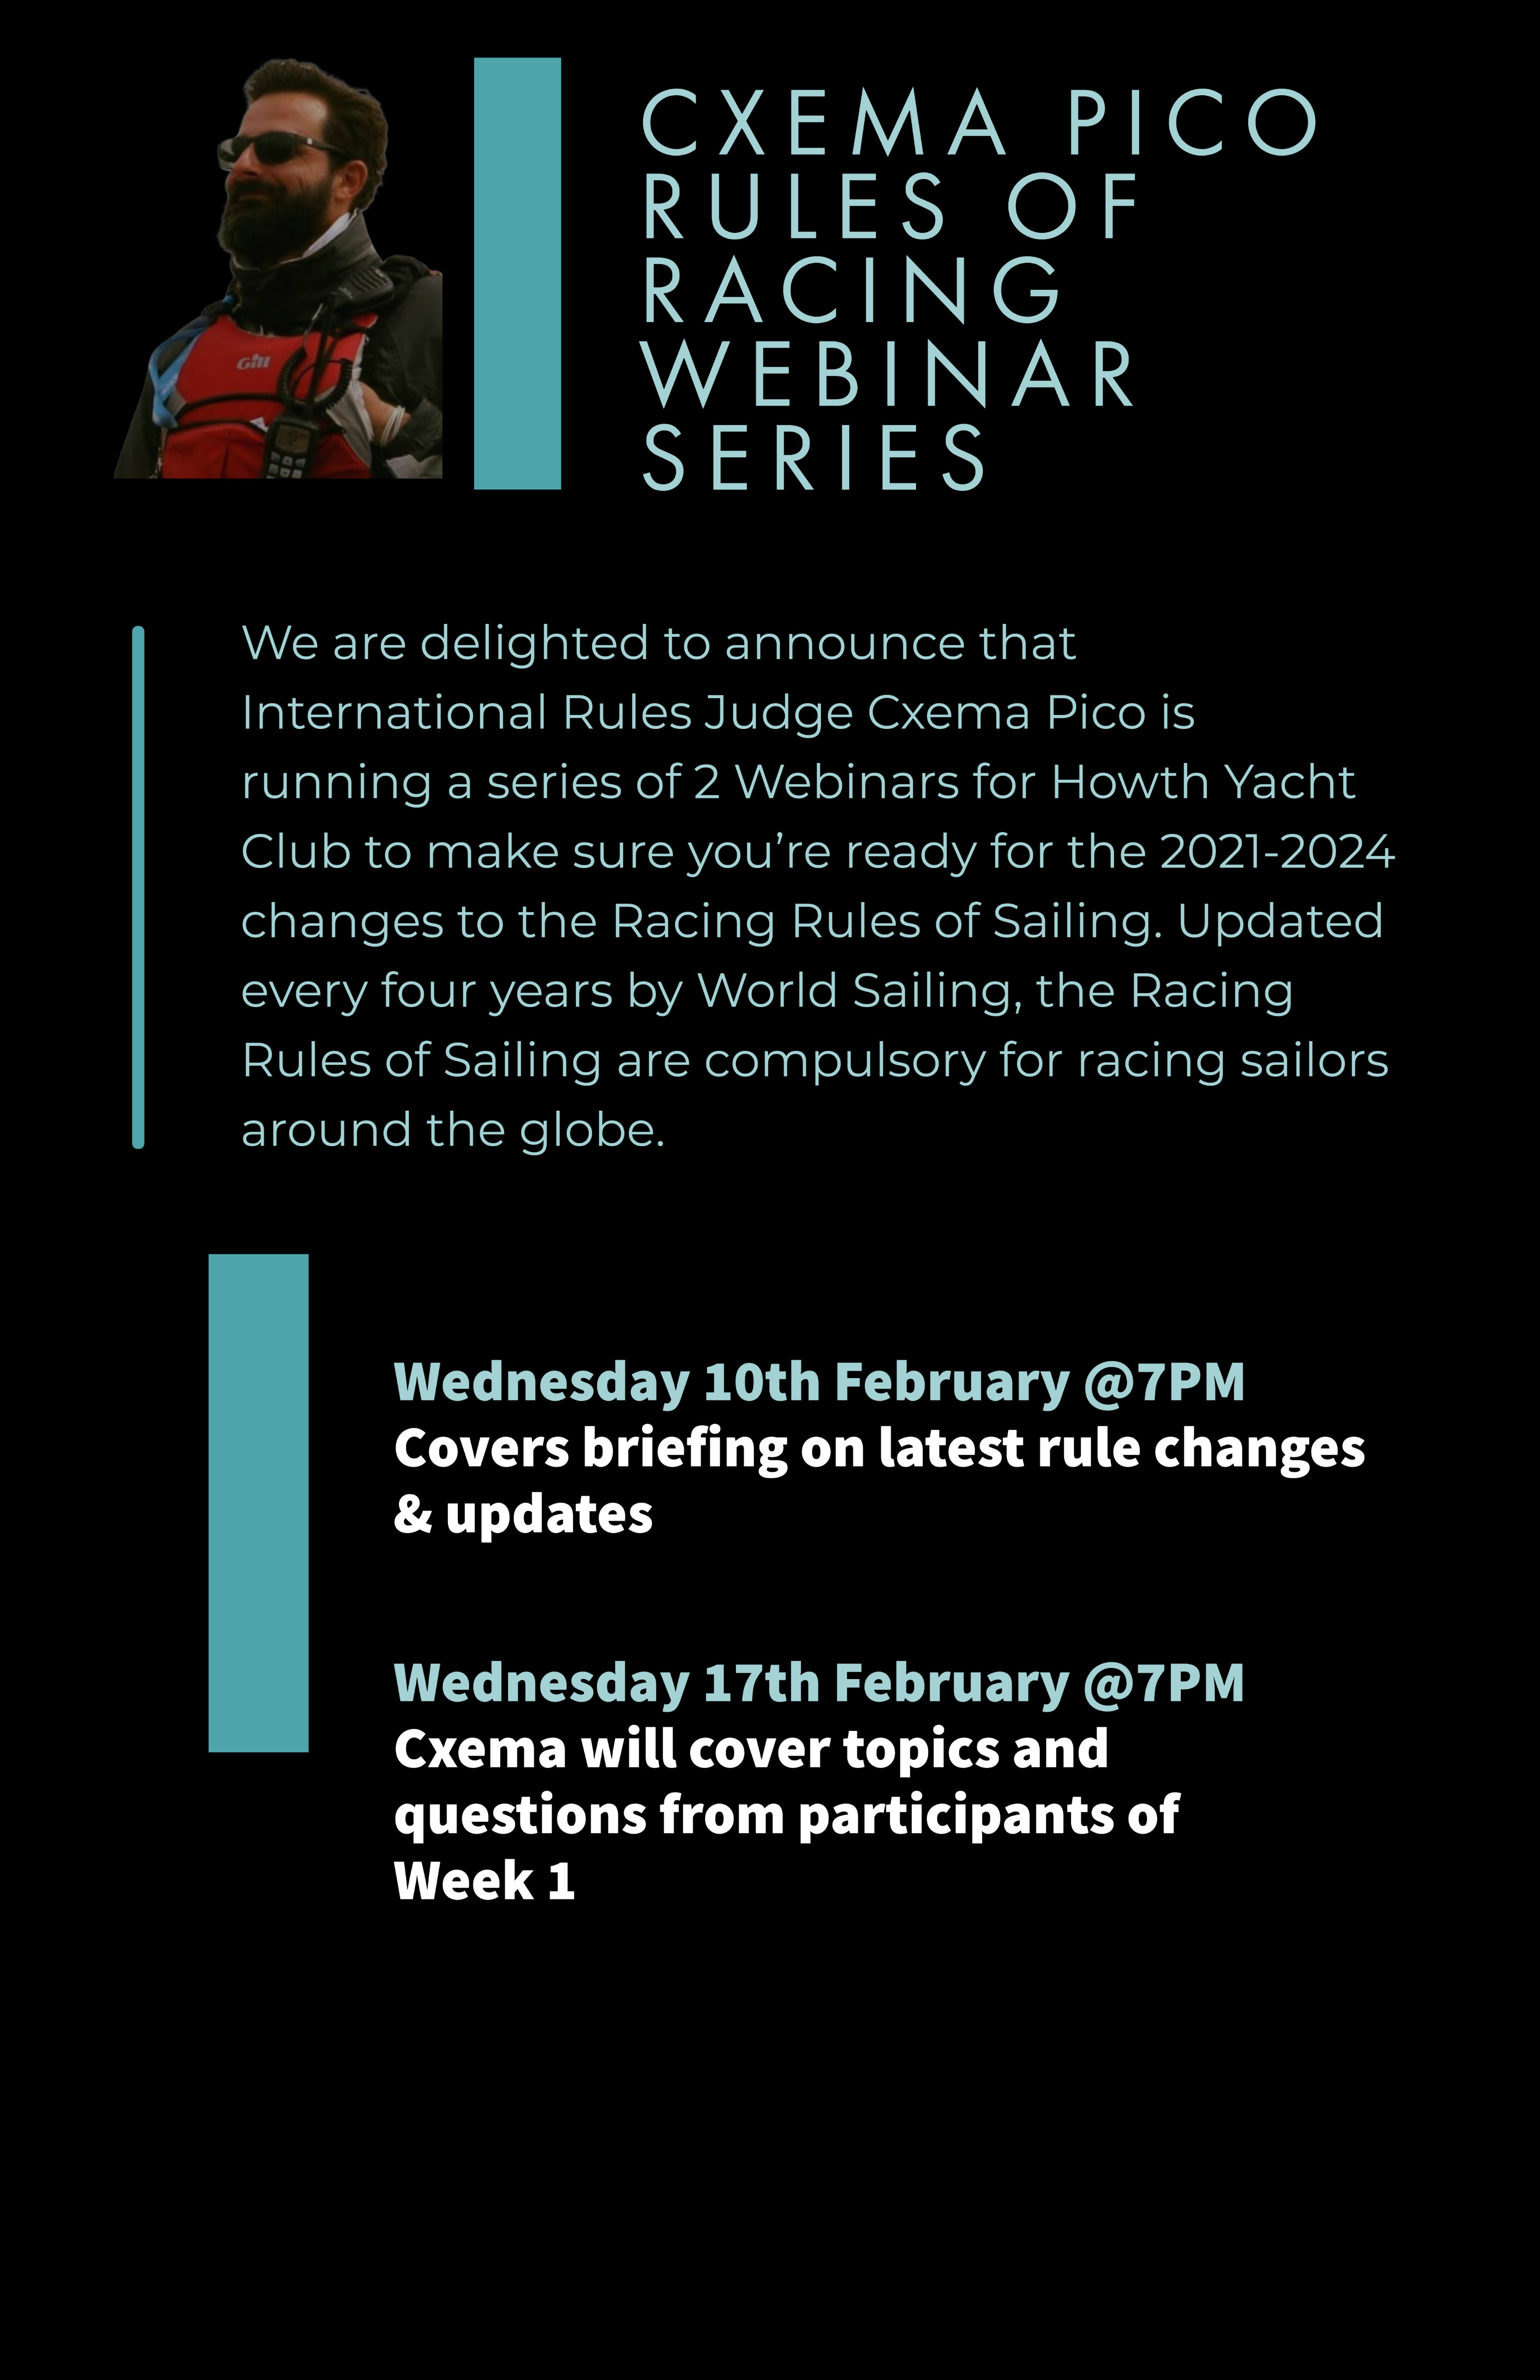 CXEMA PICO
RULES OF
RACING
WEBINAR
SERIES
Gill
We are delighted to announce that
International Rules Judge Cxema Pico is
running a series of 2 Webinars for Howth Yacht
Club to make sure you’re ready for the 2021-2024
changes to the Racing Rules of Sailing. Updated
every four years by World Sailing, the Racing
Rules of Sailing are compulsory for racing sailors
around the globe.
Wednesday 10th February @7PM
Covers briefing on latest rule changes
& updates
Wednesday 17th February @7PM
Cxema will cover topics and
questions from participants of
Week 1